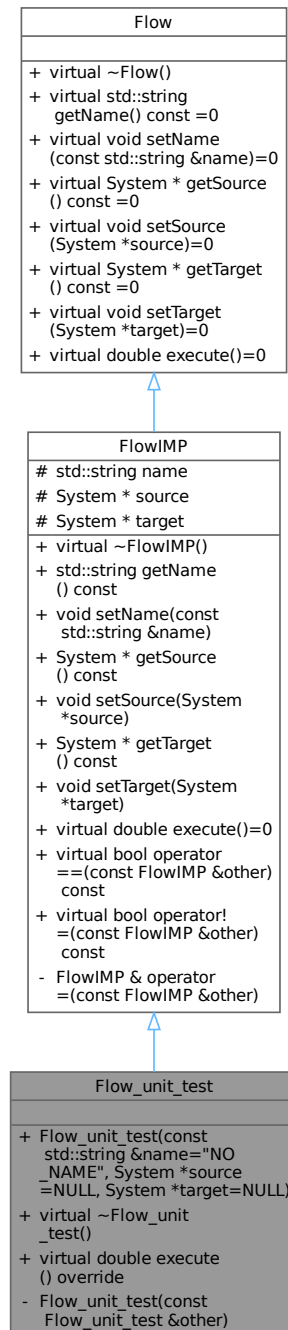 Flow
+ virtual ~Flow()
+ virtual std::string
getName() const =0
+ virtual void setName
(const std::string &name)=0
+ virtual System * getSource
() const =0
+ virtual void setSource
(System *source)=0
+ virtual System * getTarget
() const =0
+ virtual void setTarget
(System *target)=0
+ virtual double execute()=0
FlowIMP
# std::string name
# System * source
# System * target
+ virtual ~FlowIMP()
+ std::string getName
() const
+ void setName(const
std::string &name)
+ System * getSource
() const
+ void setSource(System
*source)
+ System * getTarget
() const
+ void setTarget(System
*target)
+ virtual double execute()=0
+ virtual bool operator
==(const FlowIMP &other)
const
+ virtual bool operator!
=(const FlowIMP &other)
const
- FlowIMP & operator
=(const FlowIMP &other)
Flow_unit_test
+ Flow_unit_test(const
std::string &name="NO
_NAME", System *source
=NULL, System *target=NULL)
+ virtual ~Flow_unit
_test()
+ virtual double execute
() override
- Flow_unit_test(const
Flow_unit_test &other)